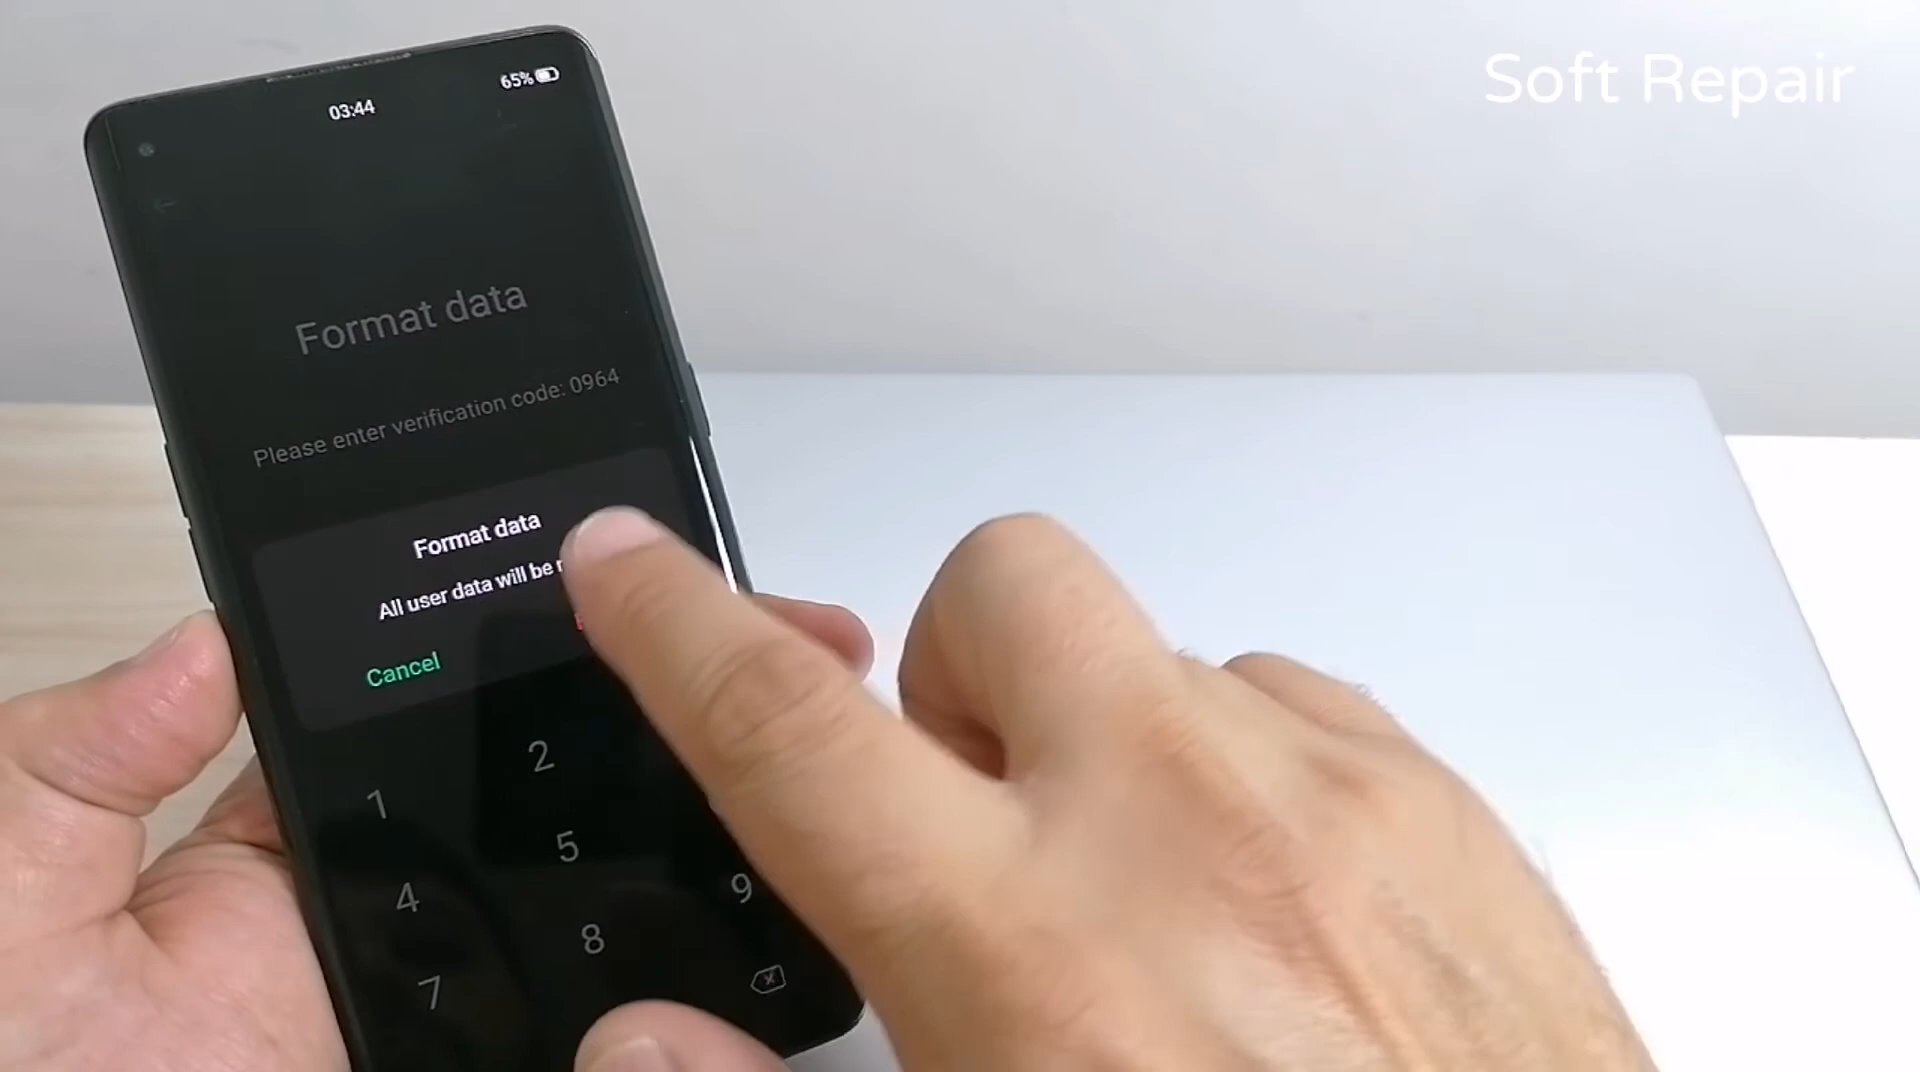 Soft Repair
65%
03:44
Format data
Please enter verification code: 0964
Format data
All user data will be
Cancel
1 2
4 5
7 8 9